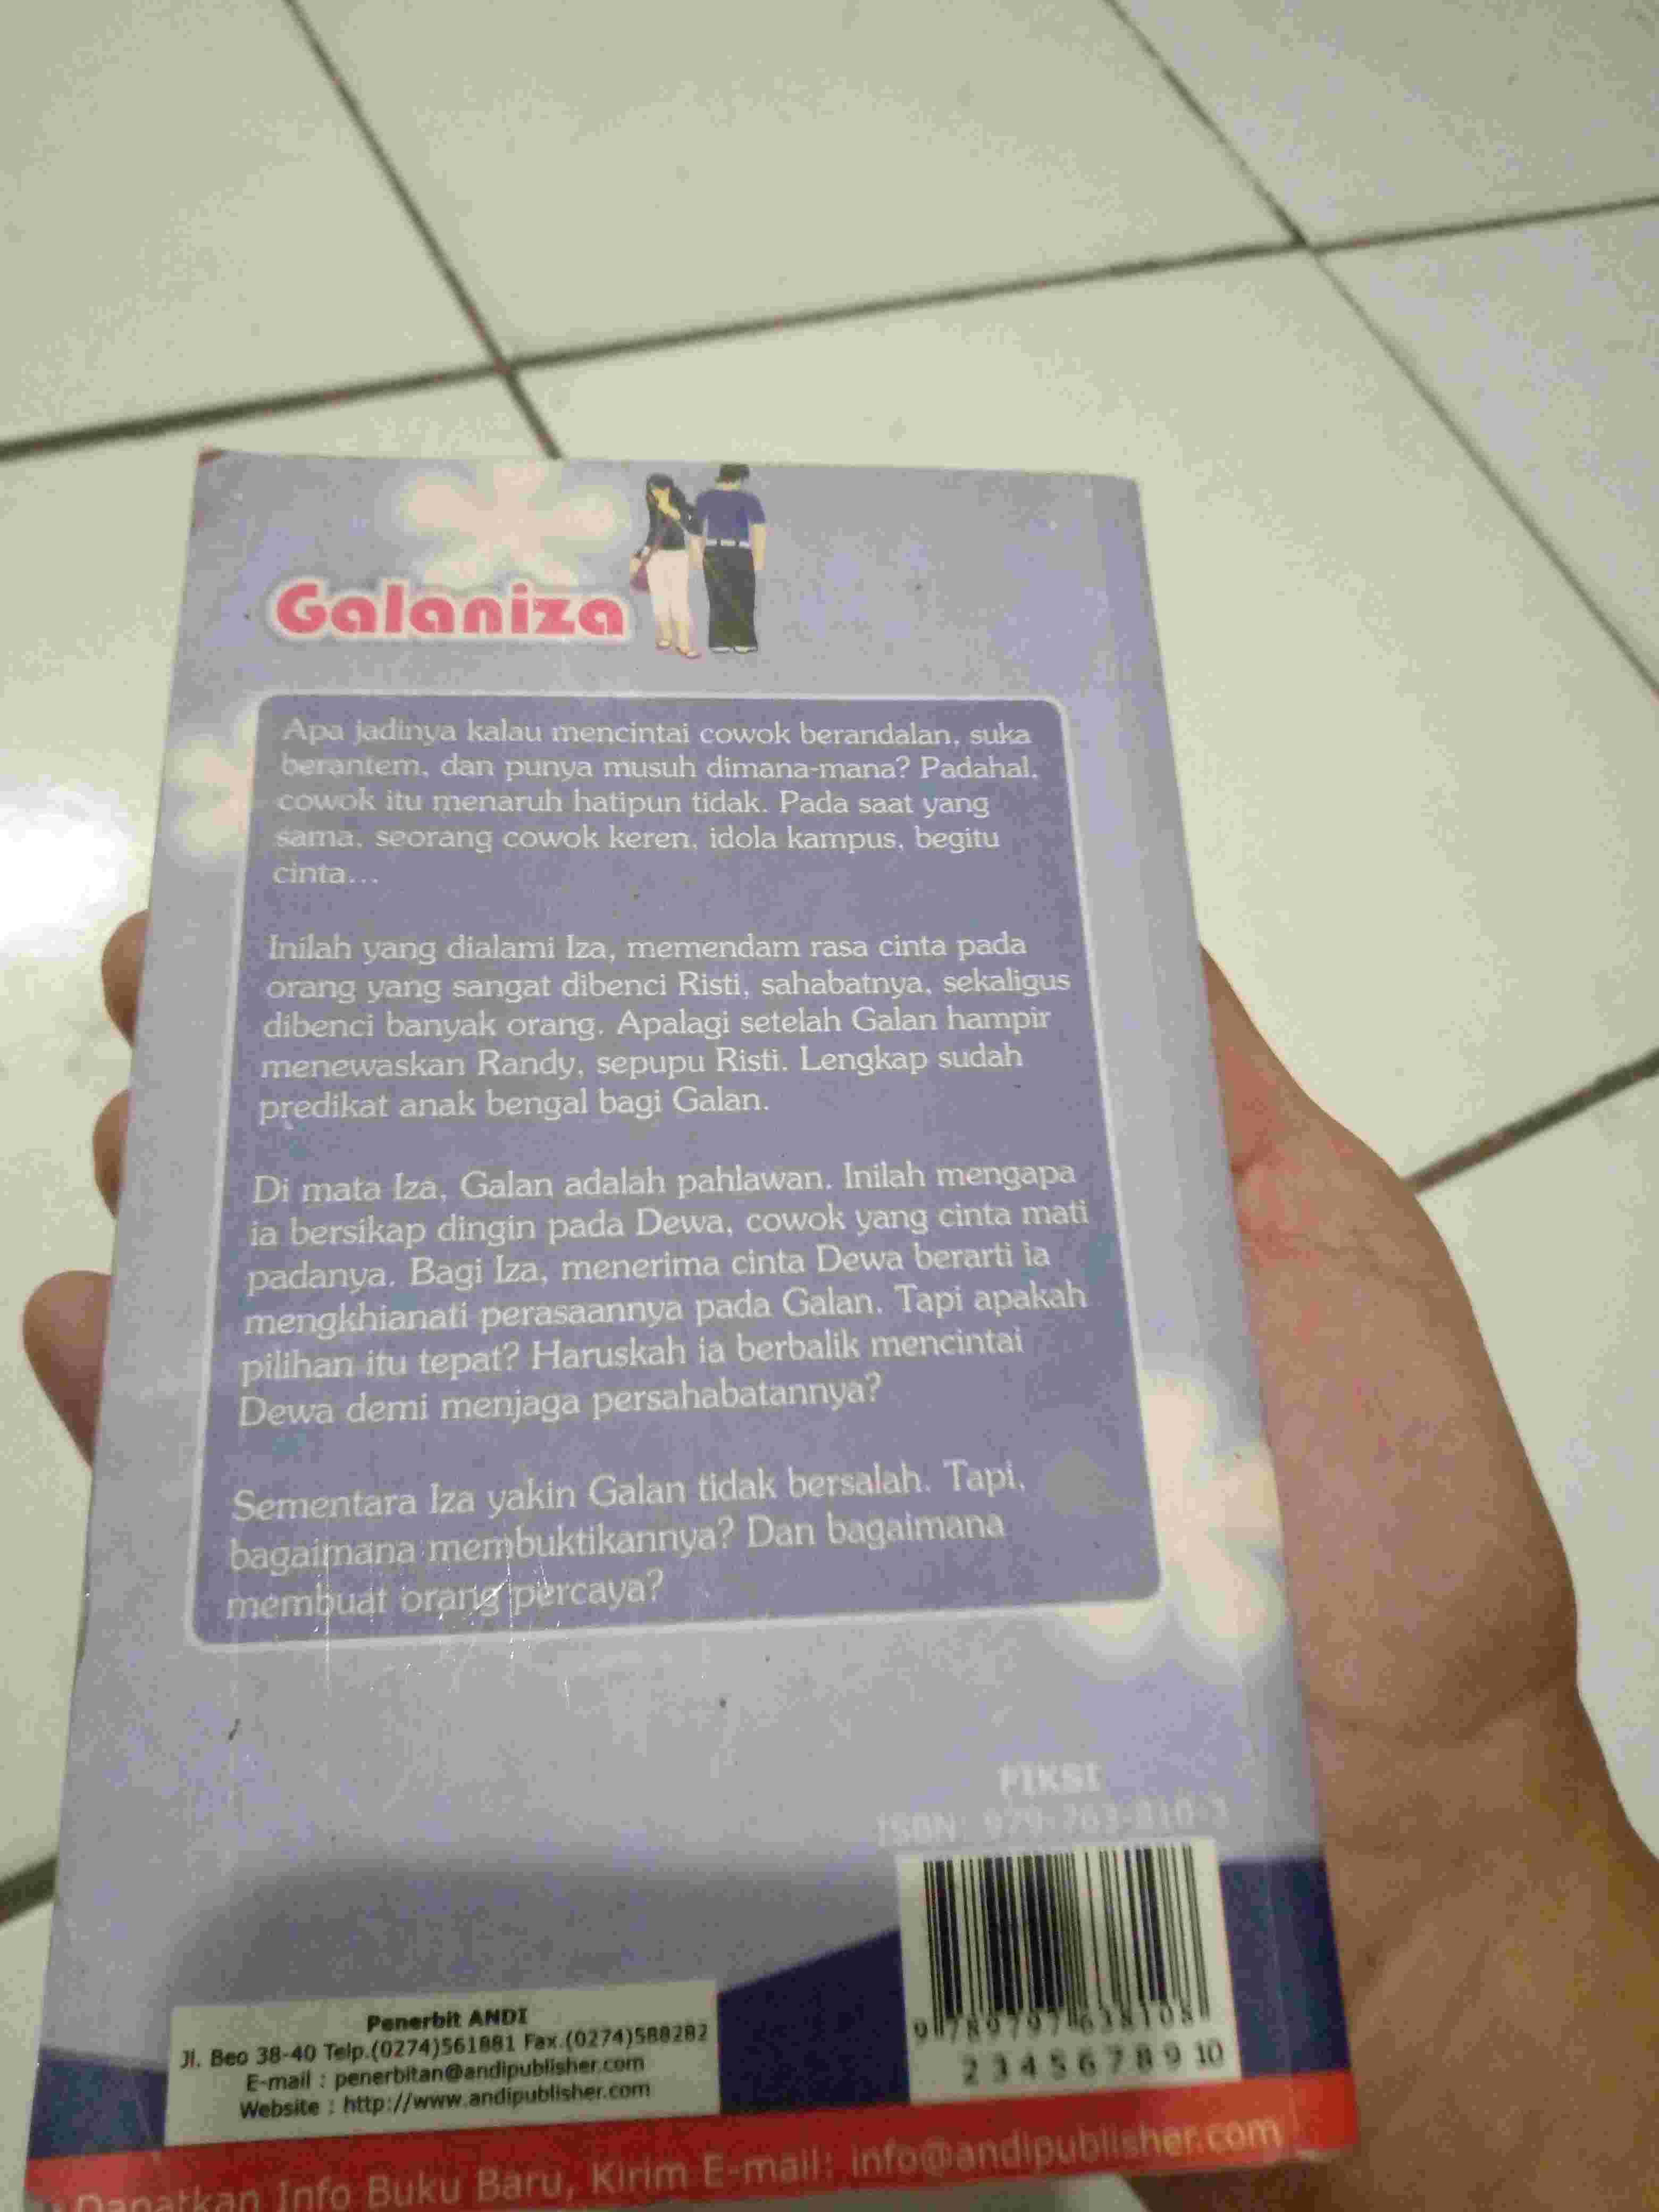 Galaniza
Apa jadinya kalau mencintai cowok berandalan, suka
berantem, dan punya musuh dimana-mana? Padahal,
cowok itu menaruh hatipun tidak. Pada saat yang
sama, seorang cowok keren, idola kampus, begitu
cinta...
Inilah yang dialami Iza, memendam rasa cinta pada
orang yang sangat dibenci Risti, sahabatnya, sekaligus
dibenci banyak orang. Apalagi setelah Galan hampir
menewaskan Randy, sepupu Risti. Lengkap sudah
predikat anak bengal bagi Galan.
Di mata Iza, Galan adalah pahlawan. Inilah mengapa
ia bersikap dingin pada Dewa, cowok yang cinta mati
padanya. Bagi Iza, menerima cinta Dewa berarti ia
mengkhianati perasaannya pada Galan. Tapi apakah
pilihan itu tepat? Haruskah ia berbalik mencintai
Dewa demi menjaga persahabatannya?
Sementara Iza yakin Galan tidak bersalah. Tapi,
bagaimana membuktikannya? Dan bagaimana
membuat orang percaya?
FIKSI
ISBN: 979-763-810-3
9 789797 638108
2 3 4 5 6 7 8 9 10
Penerbit ANDI
Jl. Beo 38-40 Telp.(0274)561881 Fax.(0274)588282
E-mail : penerbitan@andipublisher.com
Website : http://www.andipublisher.com
Dapatkan Info Buku Baru, Kirim E-mail: info@andipublisher.com